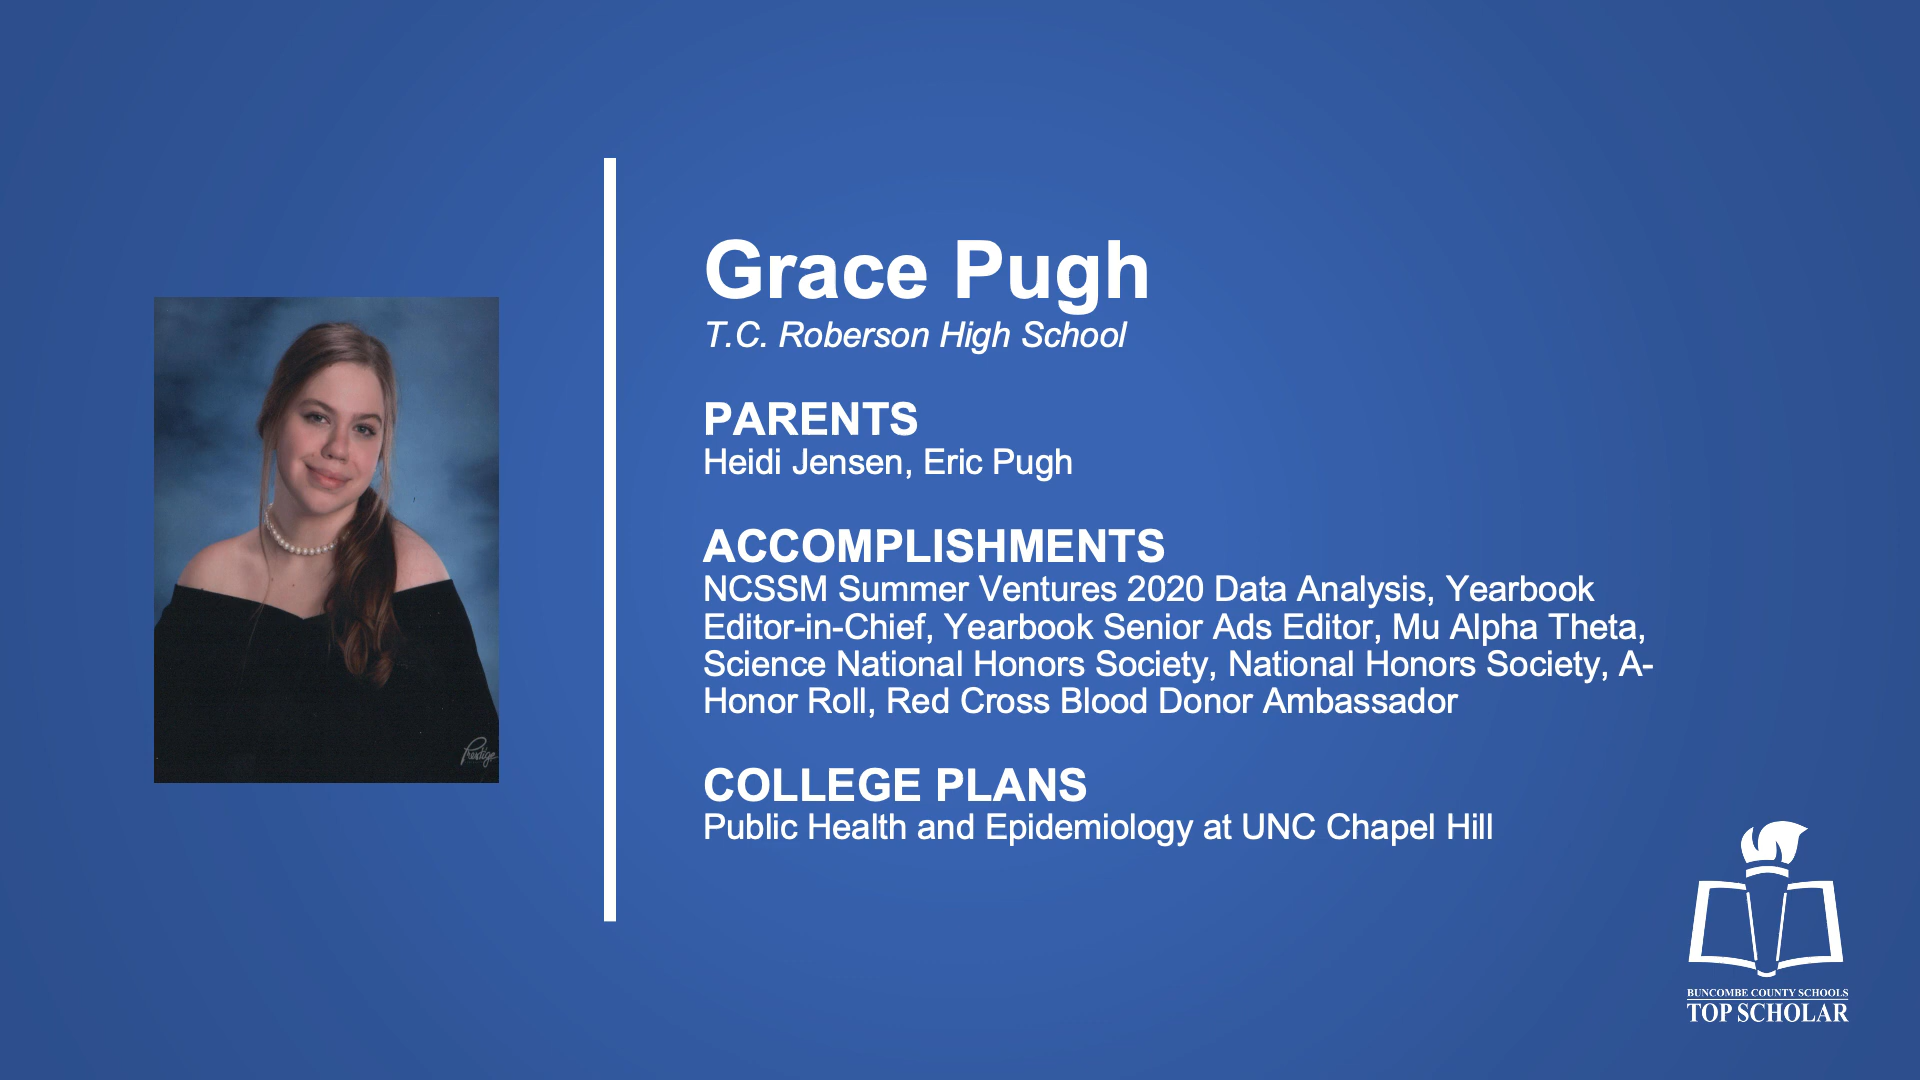 Grace Pugh
T.C. Roberson High School
PARENTS
Heidi Jensen, Eric Pugh
ACCOMPLISHMENTS
NCSSM Summer Ventures 2020 Data Analysis, Yearbook
Editor-in-Chief, Yearbook Senior Ads Editor, Mu Alpha Theta,
Science National Honors Society, National Honors Society, A-
Honor Roll, Red Cross Blood Donor Ambassador
COLLEGE PLANS
Public Health and Epidemiology at UNC Chapel Hill
Prestige
BUNCOMBE COUNTY SCHOOLS
TOP SCHOLAR